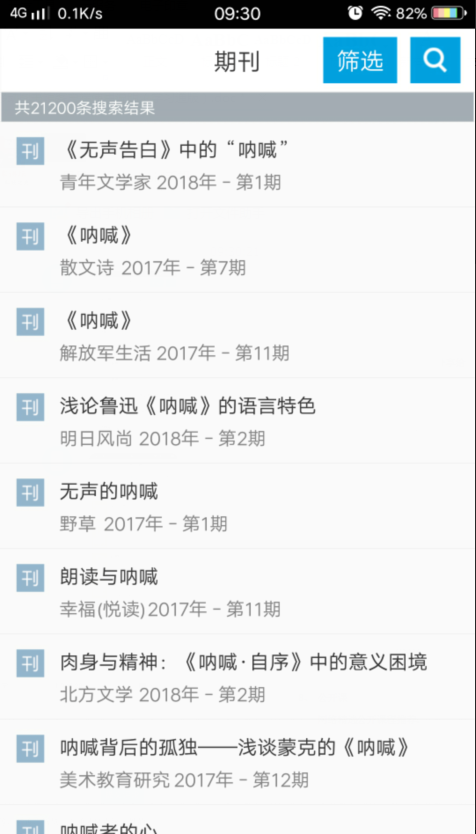 4G 0.1K/s 09:30 82%
期刊 筛选
共21200条搜索结果
刊 《无声告白》中的“呐喊”
青年文学家 2018年 - 第1期
刊 《呐喊》
散文诗 2017年 - 第7期
刊 《呐喊》
解放军生活 2017年 - 第11期
刊 浅论鲁迅《呐喊》的语言特色
明日风尚 2018年 - 第2期
刊 无声的呐喊
野草 2017年 - 第1期
刊 朗读与呐喊
幸福(悦读)2017年 - 第11期
刊 肉身与精神：《呐喊·自序》中的意义困境
北方文学 2018年 - 第2期
刊 呐喊背后的孤独——浅谈蒙克的《呐喊》
美术教育研究 2017年 - 第12期
刊 呐喊者的心